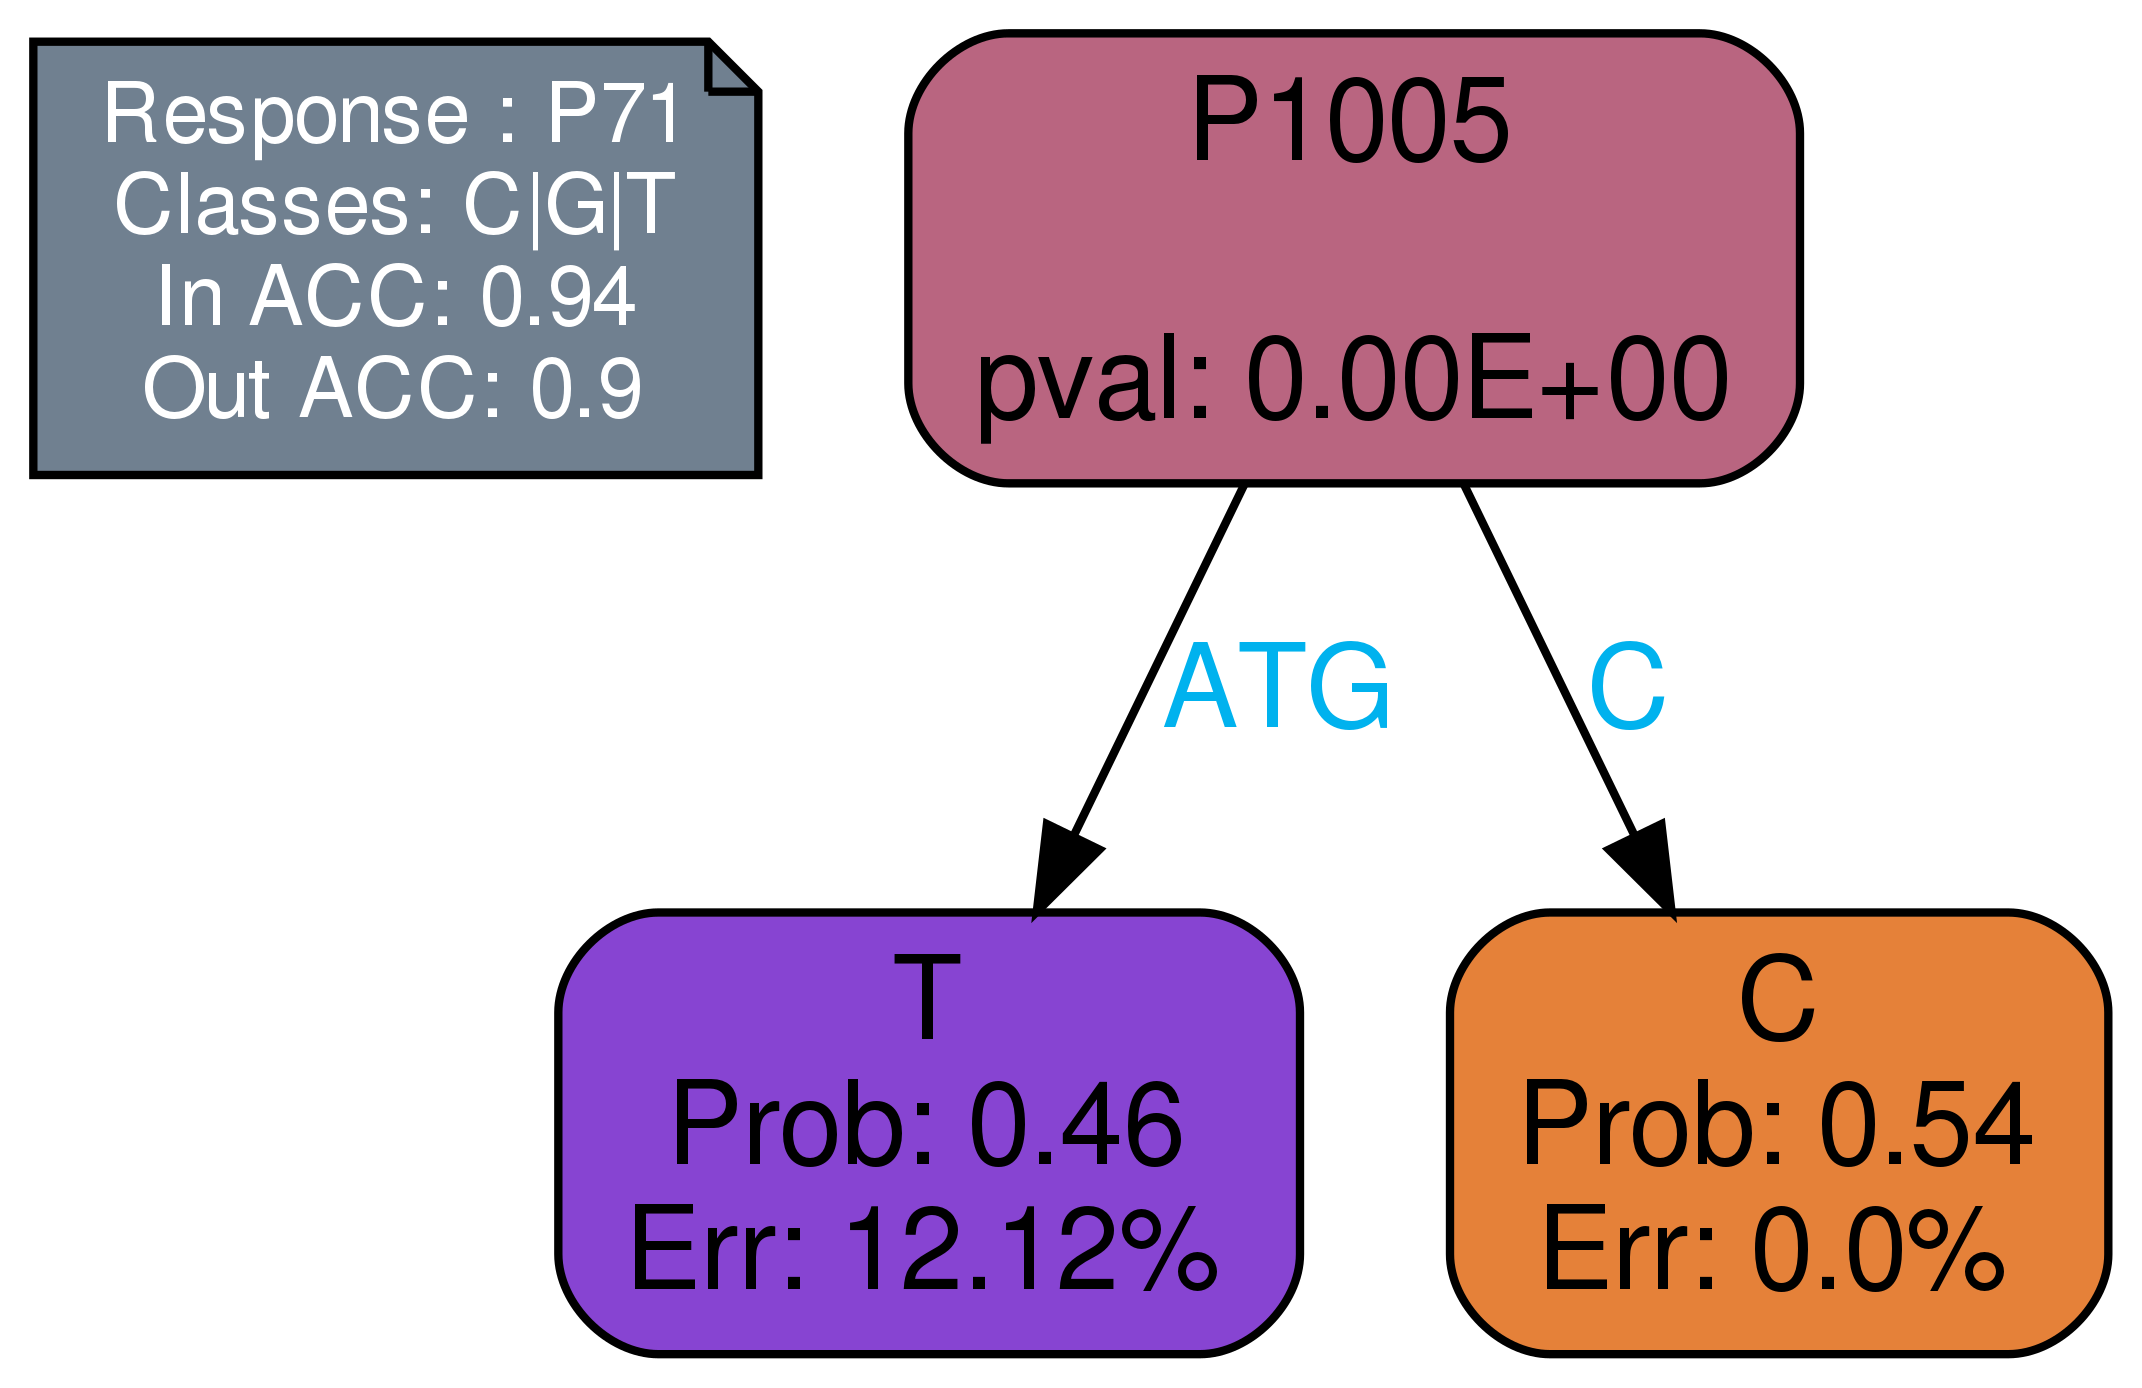 Response : P71
Classes: C|G|T
In ACC: 0.94
Out ACC: 0.9
P1005
pval: 0.00E+00
ATG
C
T
Prob: 0.46
Err: 12.12%
C
Prob: 0.54
Err: 0.0%